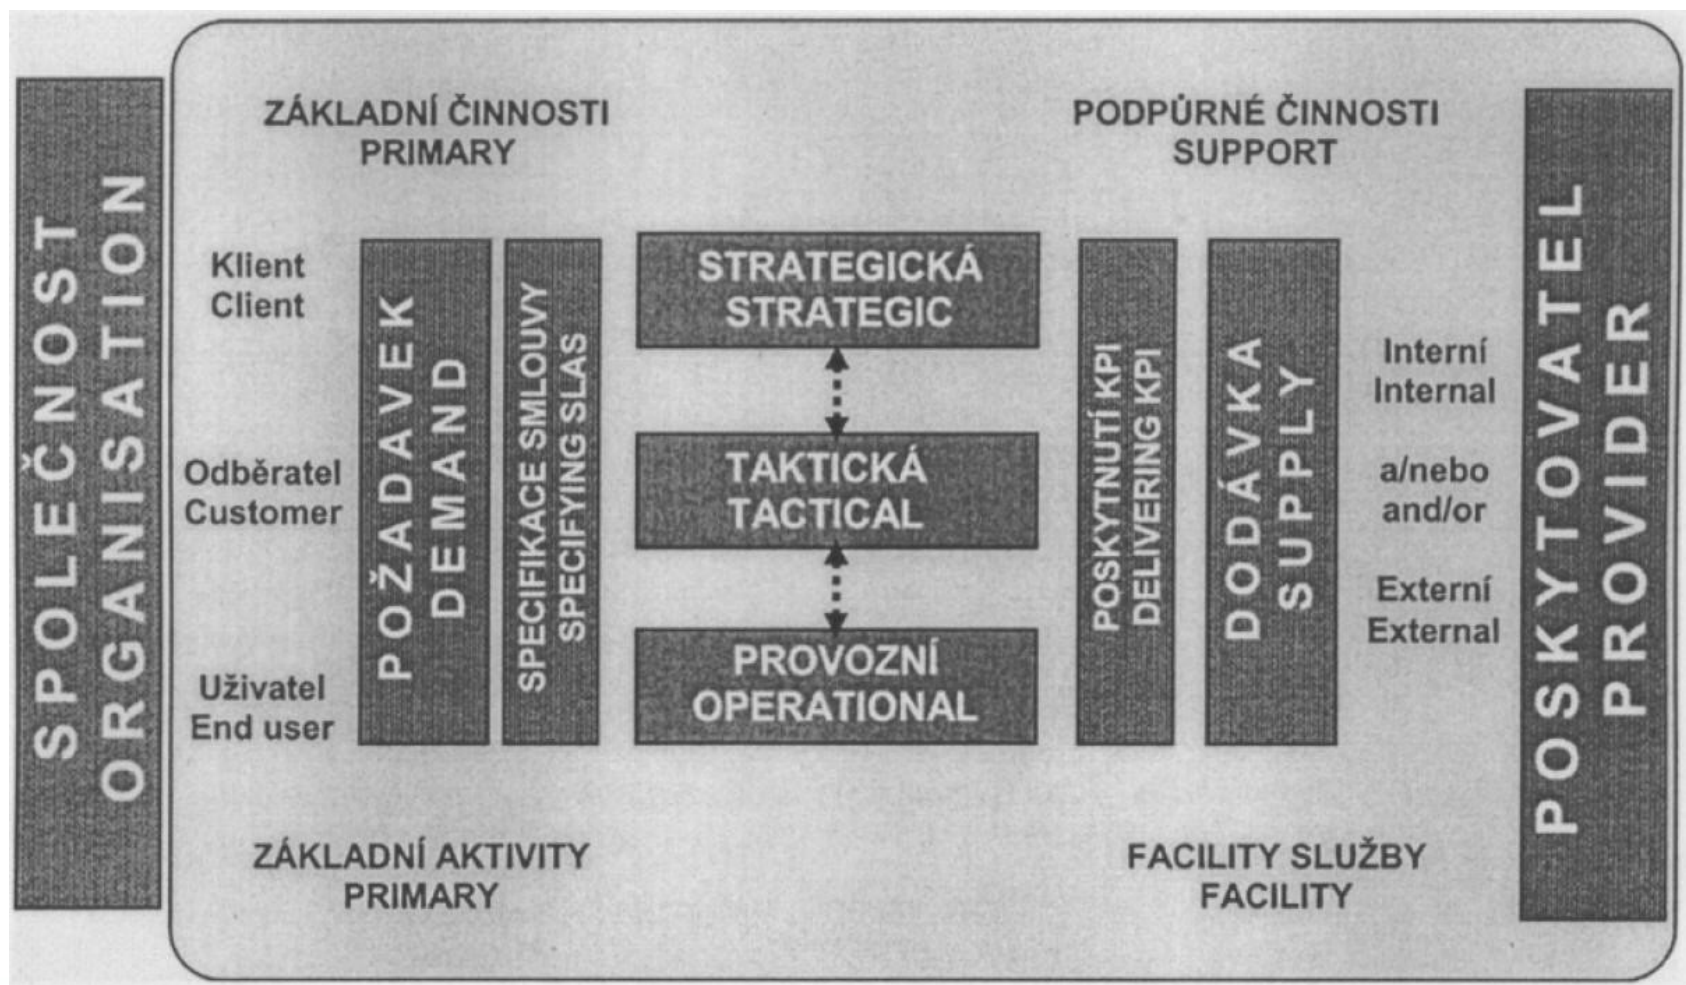 SPOLEČNOST
ORGANISATION
ZÁKLADNÍ ČINNOSTI
PRIMARY
PODPŮRNÉ ČINNOSTI
SUPPORT
Klient
Client
Odběratel
Customer
Uživatel
End user
POŽADAVEK
DEMAND
SPECIFIKACE SMLOUVY
SPECIFYING SLAS
STRATEGICKÁ
STRATEGIC
TAKTICKÁ
TACTICAL
PROVOZNÍ
OPERATIONAL
POSKYTNUTÍ KPI
DELIVERING KPI
DODÁVKA
SUPPLY
Interní
Internal
a/nebo
and/or
Externí
External
POSKYTOVATEL
PROVIDER
ZÁKLADNÍ AKTIVITY
PRIMARY
FACILITY SLUŽBY
FACILITY